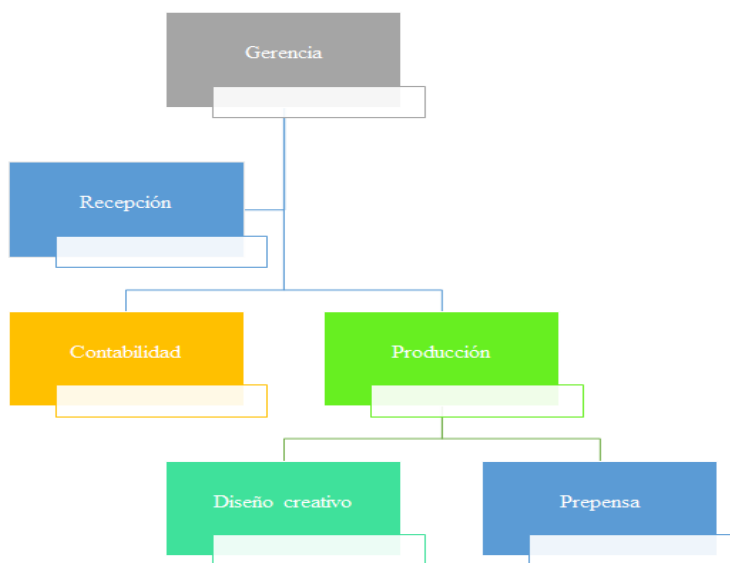 Gerencia
Recepción
Contabilidad
Producción
Diseño creativo
Prepensa